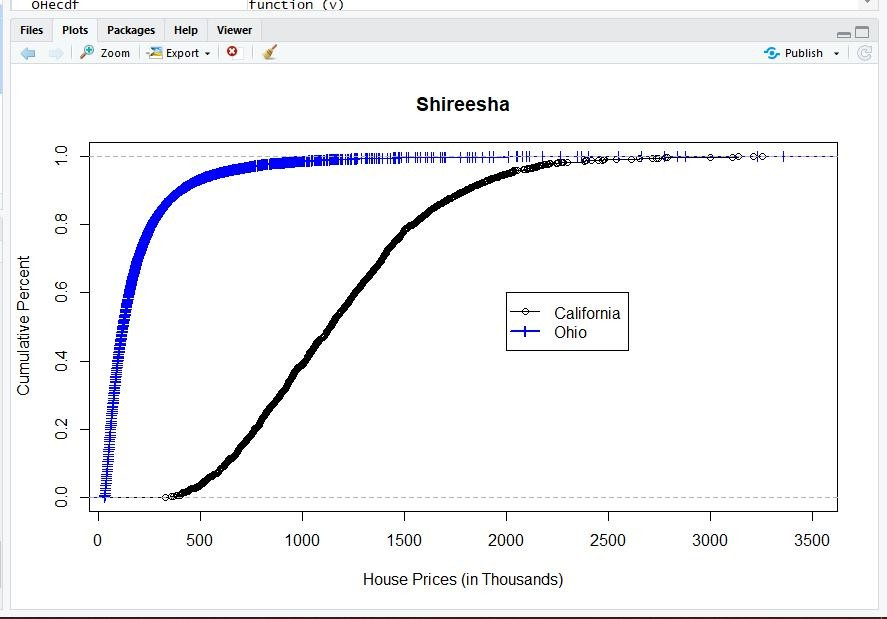 OHecdf function (v)
Files Plots Packages Help Viewer
Zoom Export Publish
Shireesha
1.0
0.8
0.6
0.4
0.2
0.0
Cumulative Percent
California
Ohio
0 500 1000 1500 2000 2500 3000 3500
House Prices (in Thousands)